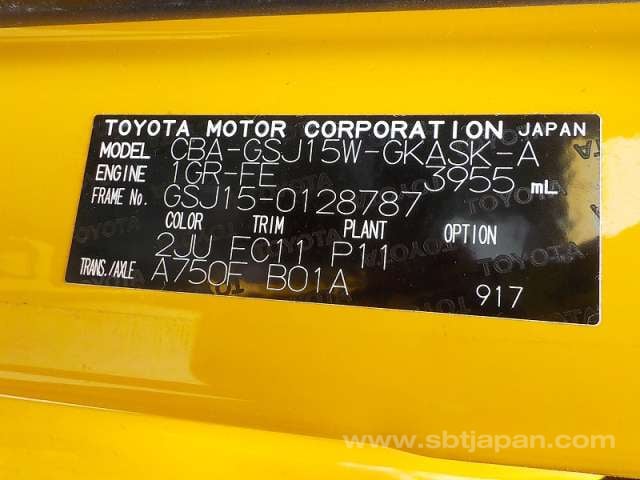 TOYOTA MOTOR CORPORATION JAPAN
MODEL CBA-GSJ15W-GKASK-A
ENGINE 1GR-FE 3955 mL
FRAME No. GSJ15-0128787
COLOR TRIM PLANT OPTION
2JU FC11 P11
TRANS./AXLE A750F B01A
917
www.sbtjapan.com